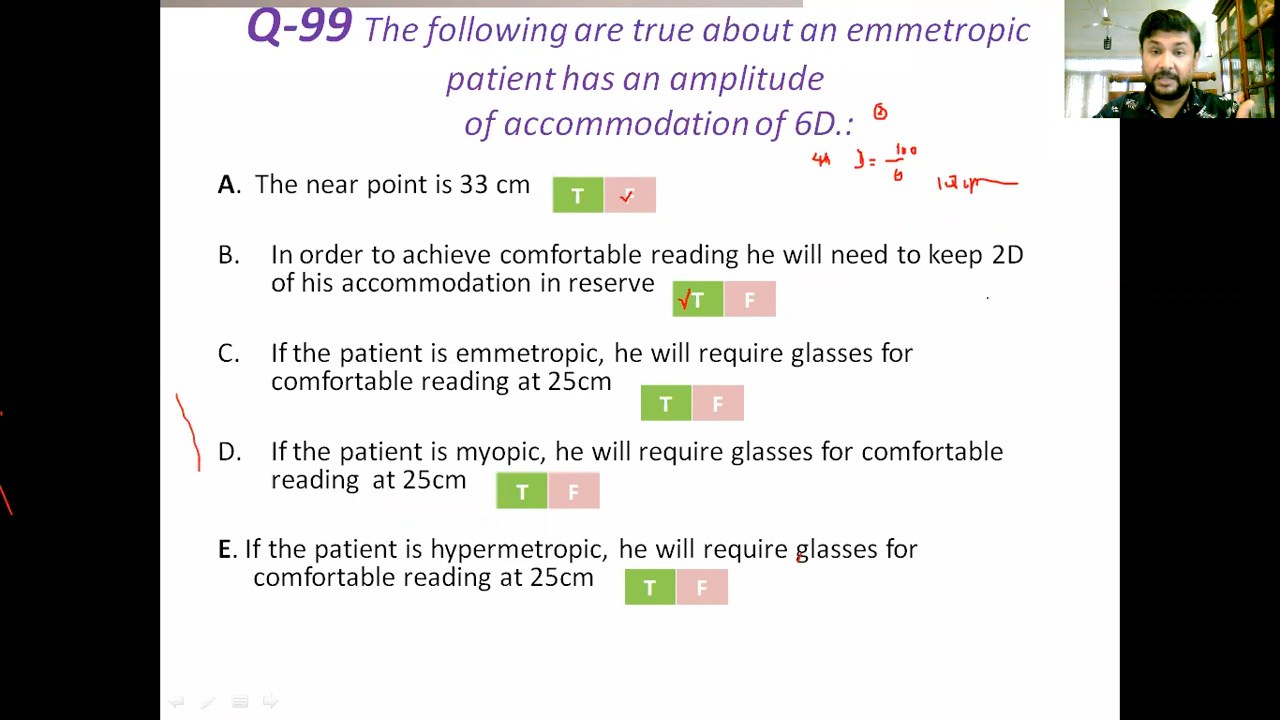 Q-99 The following are true about an emmetropic
patient has an amplitude
of accommodation of 6D.: 2
D = 100
6
A. The near point is 33 cm T F
B. In order to achieve comfortable reading he will need to keep 2D
of his accommodation in reserve T F
C. If the patient is emmetropic, he will require glasses for
comfortable reading at 25cm T F
D. If the patient is myopic, he will require glasses for comfortable
reading at 25cm T F
E. If the patient is hypermetropic, he will require glasses for
comfortable reading at 25cm T F